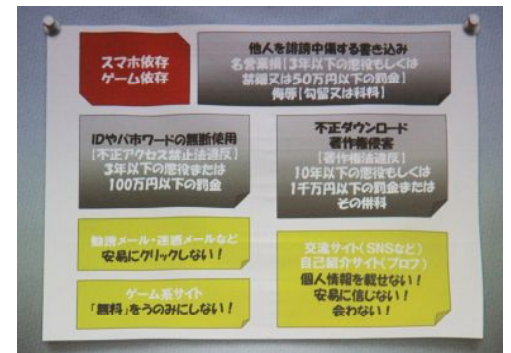 スマホ依存
ゲーム依存
他人を誹謗中傷する書き込み
名誉棄損【3年以下の懲役もしくは
禁錮又は50万円以下の罰金】
侮辱【勾留又は科料】
IDやパスワードの無断使用
【不正アクセス禁止法違反】
3年以下の懲役または
100万円以下の罰金
不正ダウンロード
著作権侵害
【著作権法違反】
10年以下の懲役もしくは
1千万円以下の罰金または
その併科
勧誘メール・迷惑メールなど
安易にクリックしない!
ゲーム系サイト
「無料」をうのみにしない!
交流サイト(SNSなど)
自己紹介サイト(プロフ)
個人情報を載せない!
安易に信じない!
会わない!